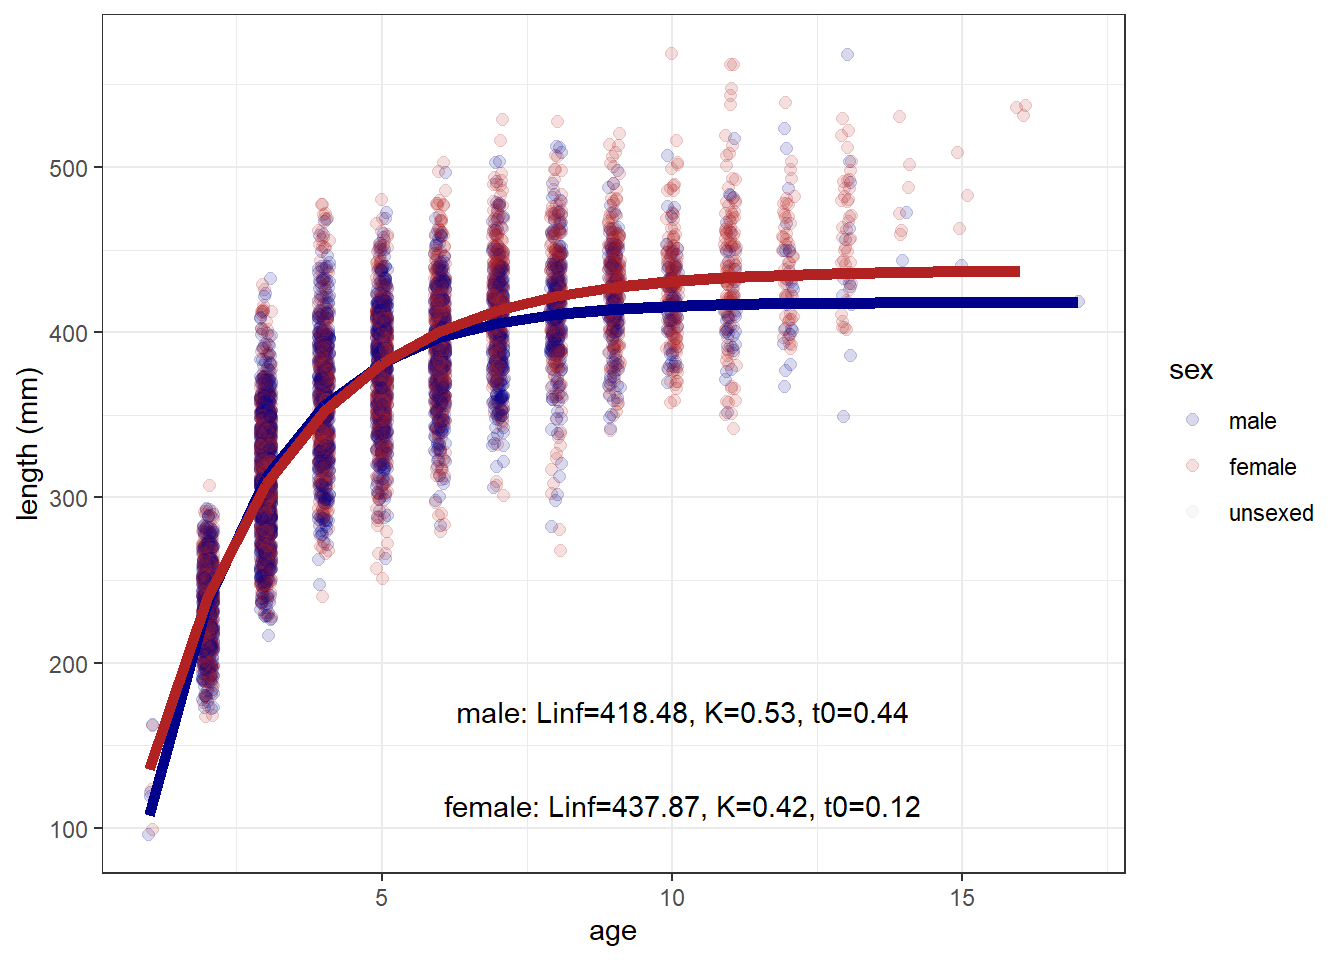 length (mm)
500
400
300
200
100
male: Linf=418.48, K=0.53, t0=0.44
female: Linf=437.87, K=0.42, t0=0.12
5
10
15
age
sex
male
female
unsexed